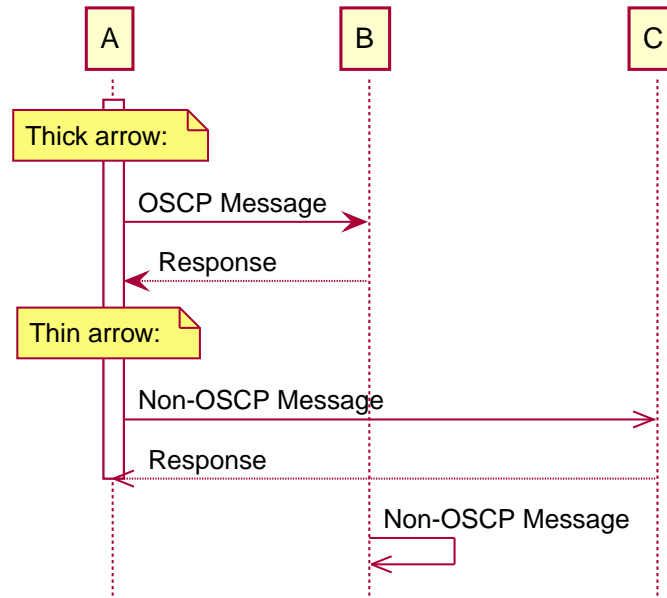 A
B
C
Thick arrow:
OSCP Message
Response
Thin arrow:
Non-OSCP Message
Response
Non-OSCP Message